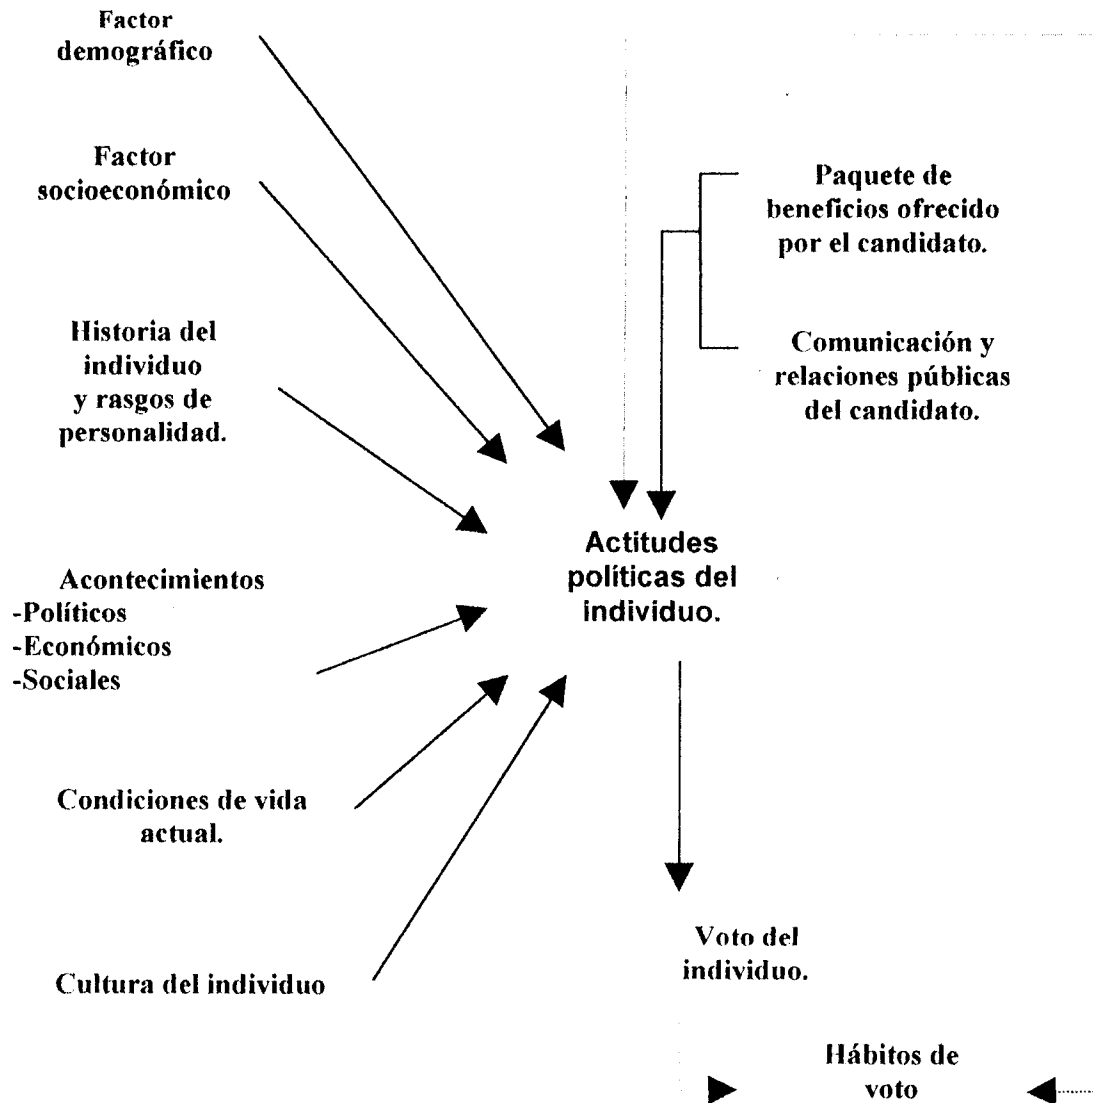 Factor
demográfico
Factor
socioeconómico
Historia del
individuo
y rasgos de
personalidad.
Acontecimientos
-Políticos
-Económicos
-Sociales
Condiciones de vida
actual.
Cultura del individuo
Paquete de
beneficios ofrecido
por el candidato.
Comunicación y
relaciones públicas
del candidato.
Actitudes
políticas del
individuo.
Voto del
individuo.
Hábitos de
voto